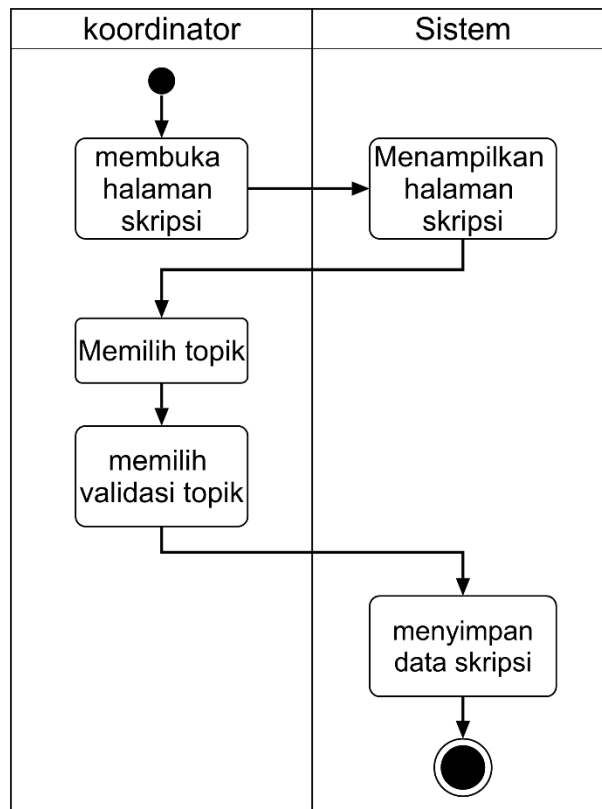 koordinator
Sistem
membuka
halaman
skripsi
Menampilkan
halaman
skripsi
Memilih topik
memilih
validasi topik
menyimpan
data skripsi